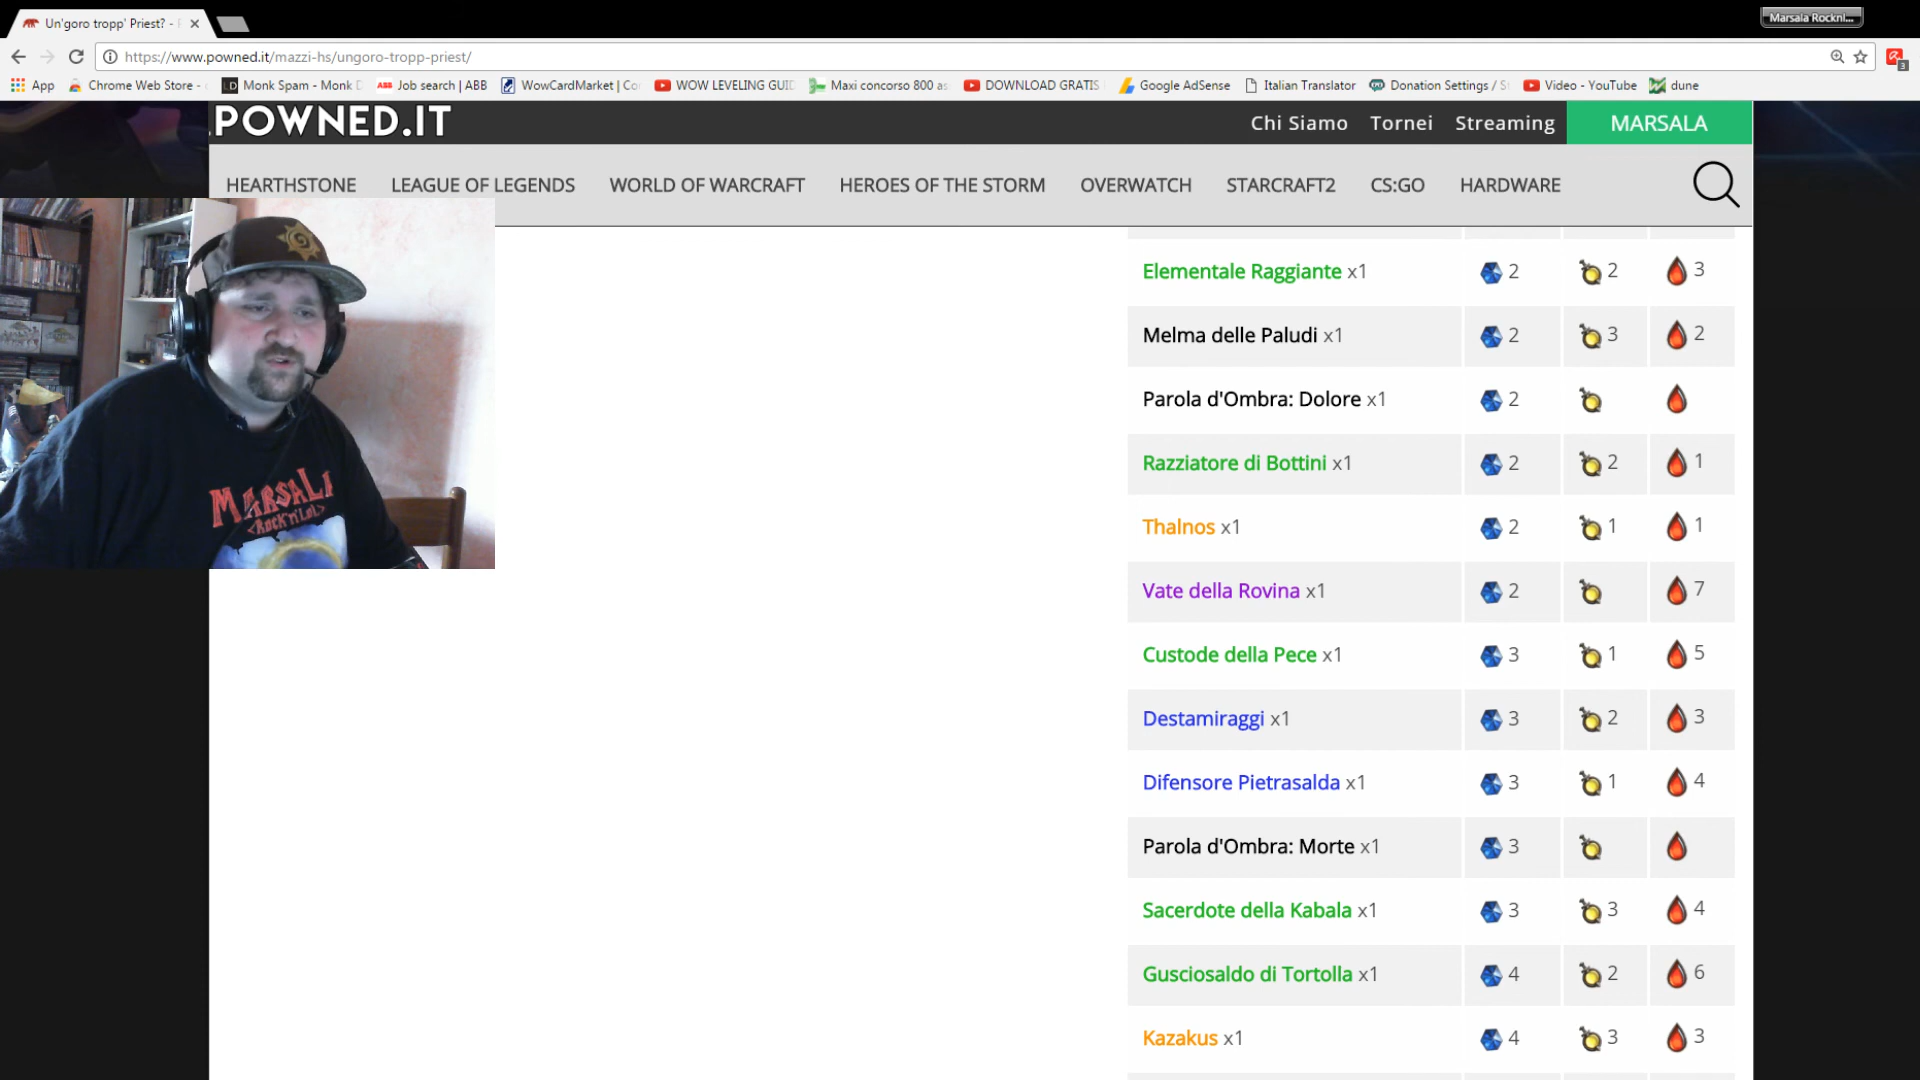 Un'goro tropp' Priest? -
Marsala Rockni...
https://www.powned.it/mazzi-hs/ungoro-tropp-priest/
App Chrome Web Store - Monk Spam - Monk Job search | ABB WowCardMarket | Co WOW LEVELING GUI Maxi concorso 800 as DOWNLOAD GRATIS Google AdSense Italian Translator Donation Settings / S Video - YouTube dune
POWNED.IT Chi Siamo Tornei Streaming MARSALA
HEARTHSTONE LEAGUE OF LEGENDS WORLD OF WARCRAFT HEROES OF THE STORM OVERWATCH STARCRAFT2 CS:GO HARDWARE
Elementale Raggiante x1 2 2 3
Melma delle Paludi x1 2 3 2
Parola d'Ombra: Dolore x1 2
Razziatore di Bottini x1 2 2 1
Thalnos x1 2 1 1
Vate della Rovina x1 2 7
Custode della Pece x1 3 1 5
Destamiraggi x1 3 2 3
Difensore Pietrasalda x1 3 1 4
Parola d'Ombra: Morte x1 3
Sacerdote della Kabala x1 3 3 4
Gusciosaldo di Tortolla x1 4 2 6
Kazakus x1 4 3 3
MARSALI
<Rock'n'Lol>